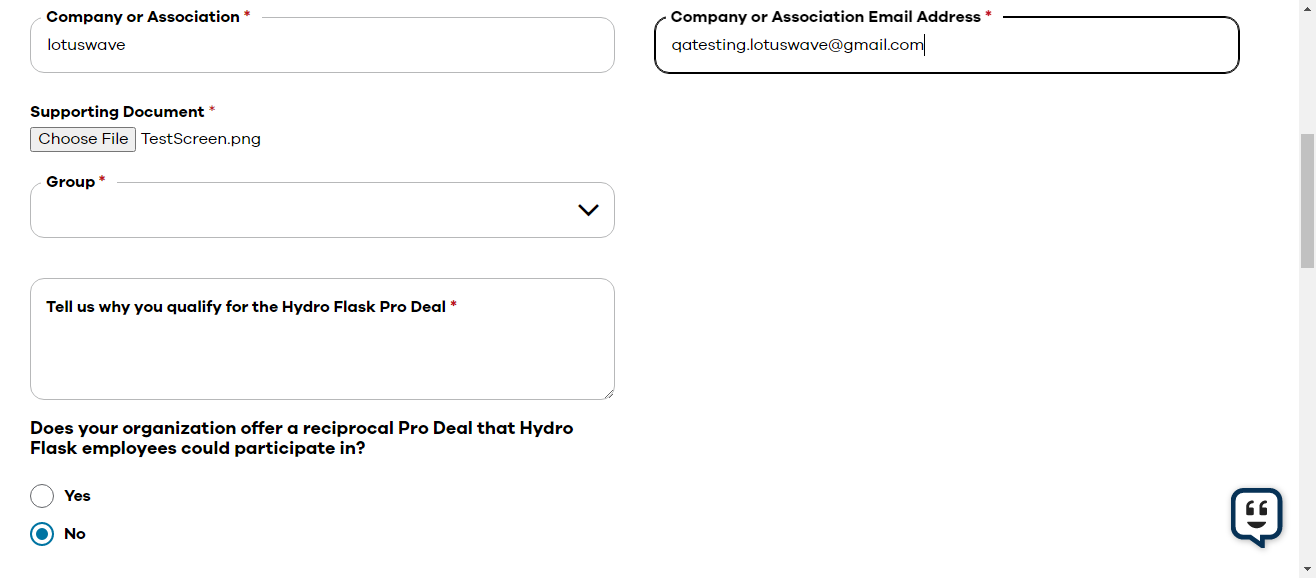 Company or Association *
lotuswave
Company or Association Email Address *
qatesting.lotuswave@gmail.com
Supporting Document *
Choose File TestScreen.png
Group *
Tell us why you qualify for the Hydro Flask Pro Deal *
Does your organization offer a reciprocal Pro Deal that Hydro
Flask employees could participate in?
Yes
No